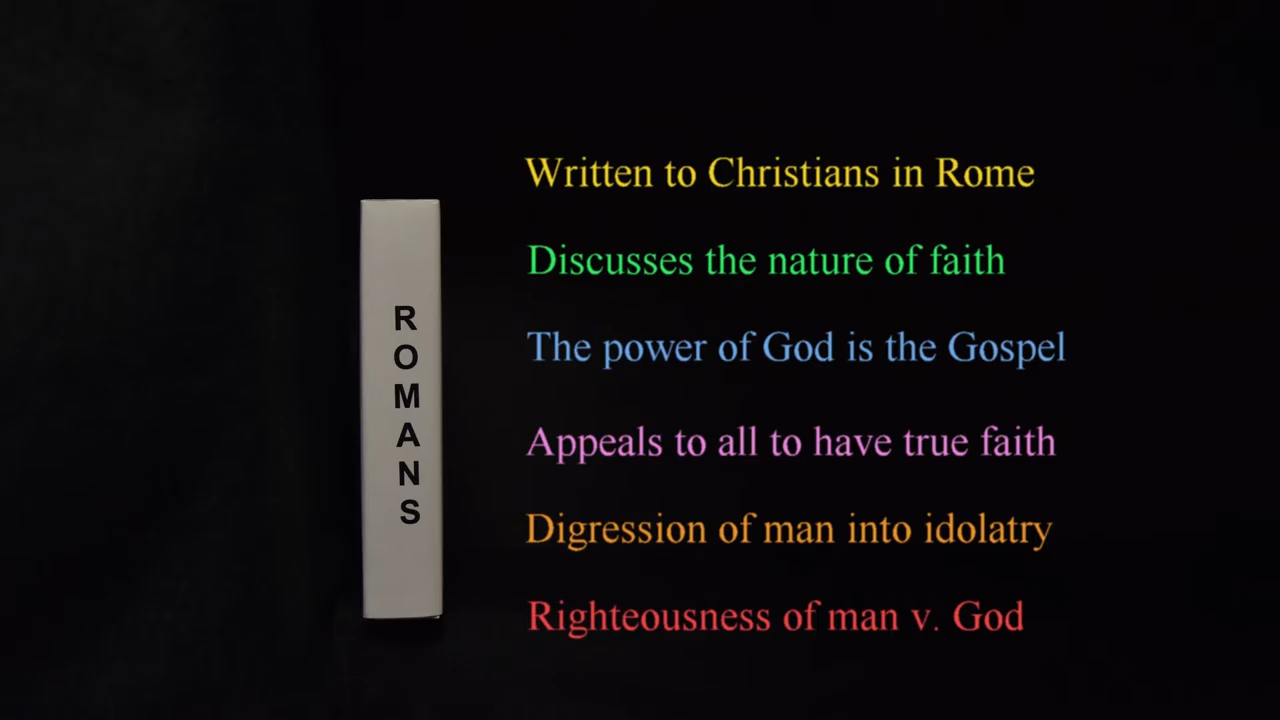 ROMANS
Written to Christians in Rome
Discusses the nature of faith
The power of God is the Gospel
Appeals to all to have true faith
Digression of man into idolatry
Righteousness of man v. God